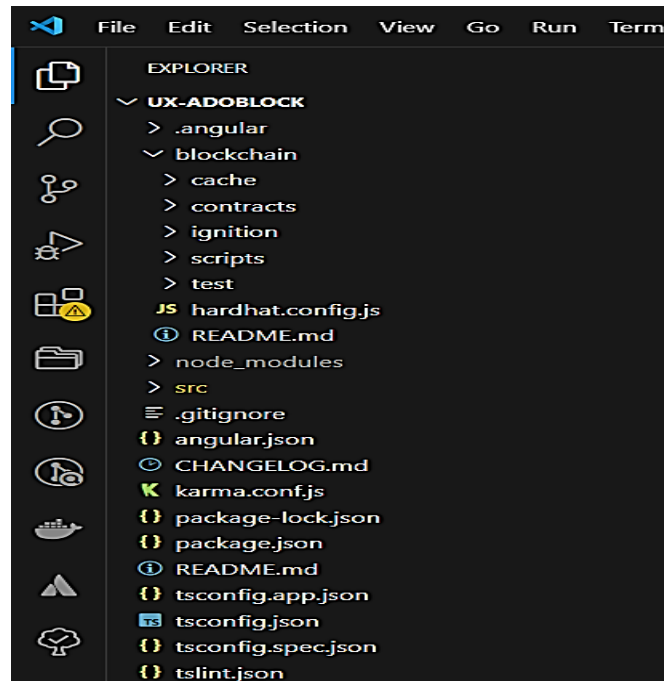 File Edit Selection View Go Run Term
EXPLORER
UX-ADOBLOCK
.angular
blockchain
cache
contracts
ignition
scripts
test
JS hardhat.config.js
README.md
node_modules
src
.gitignore
{} angular.json
CHANGELOG.md
K karma.conf.js
{} package-lock.json
{} package.json
README.md
{} tsconfig.app.json
TS tsconfig.json
{} tsconfig.spec.json
{} tslint.json